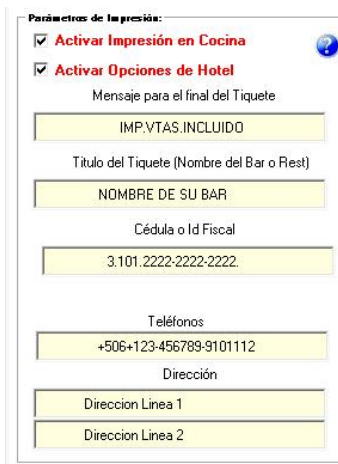 Parámetros de Impresión:
Activar Impresión en Cocina
?
Activar Opciones de Hotel
Mensaje para el final del Tiquete
IMP.VTAS.INCLUIDO
Titulo del Tiquete (Nombre del Bar o Rest)
NOMBRE DE SU BAR
Cédula o Id Fiscal
3.101.2222-2222-2222.
Teléfonos
+506+123-456789-9101112
Dirección
Direccion Linea 1
Direccion Linea 2